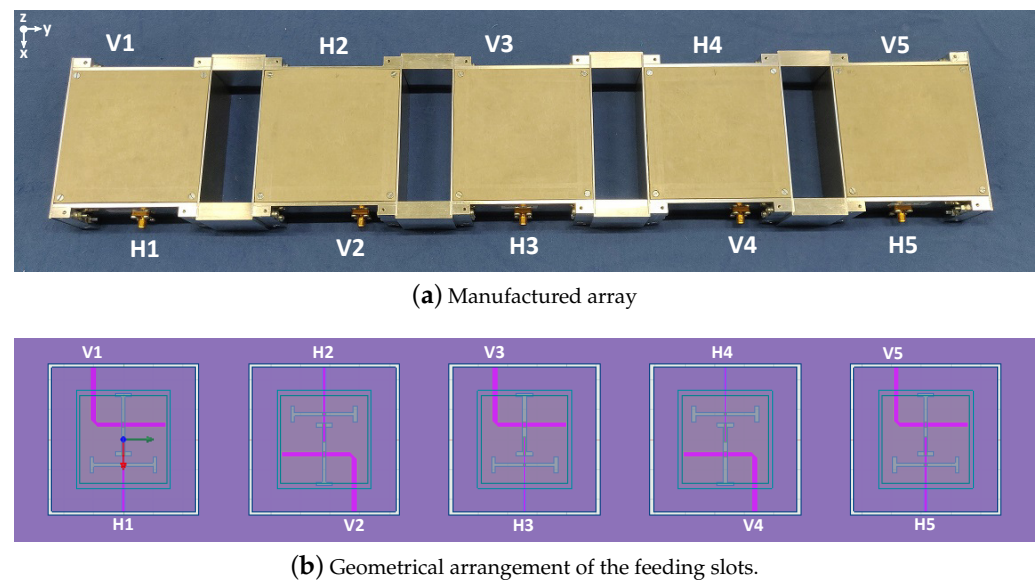 z
y
x
V1 H2 V3 H4 V5
H1 V2 H3 V4 H5
(a) Manufactured array
V1 H2 V3 H4 V5
H1 V2 H3 V4 H5
(b) Geometrical arrangement of the feeding slots.